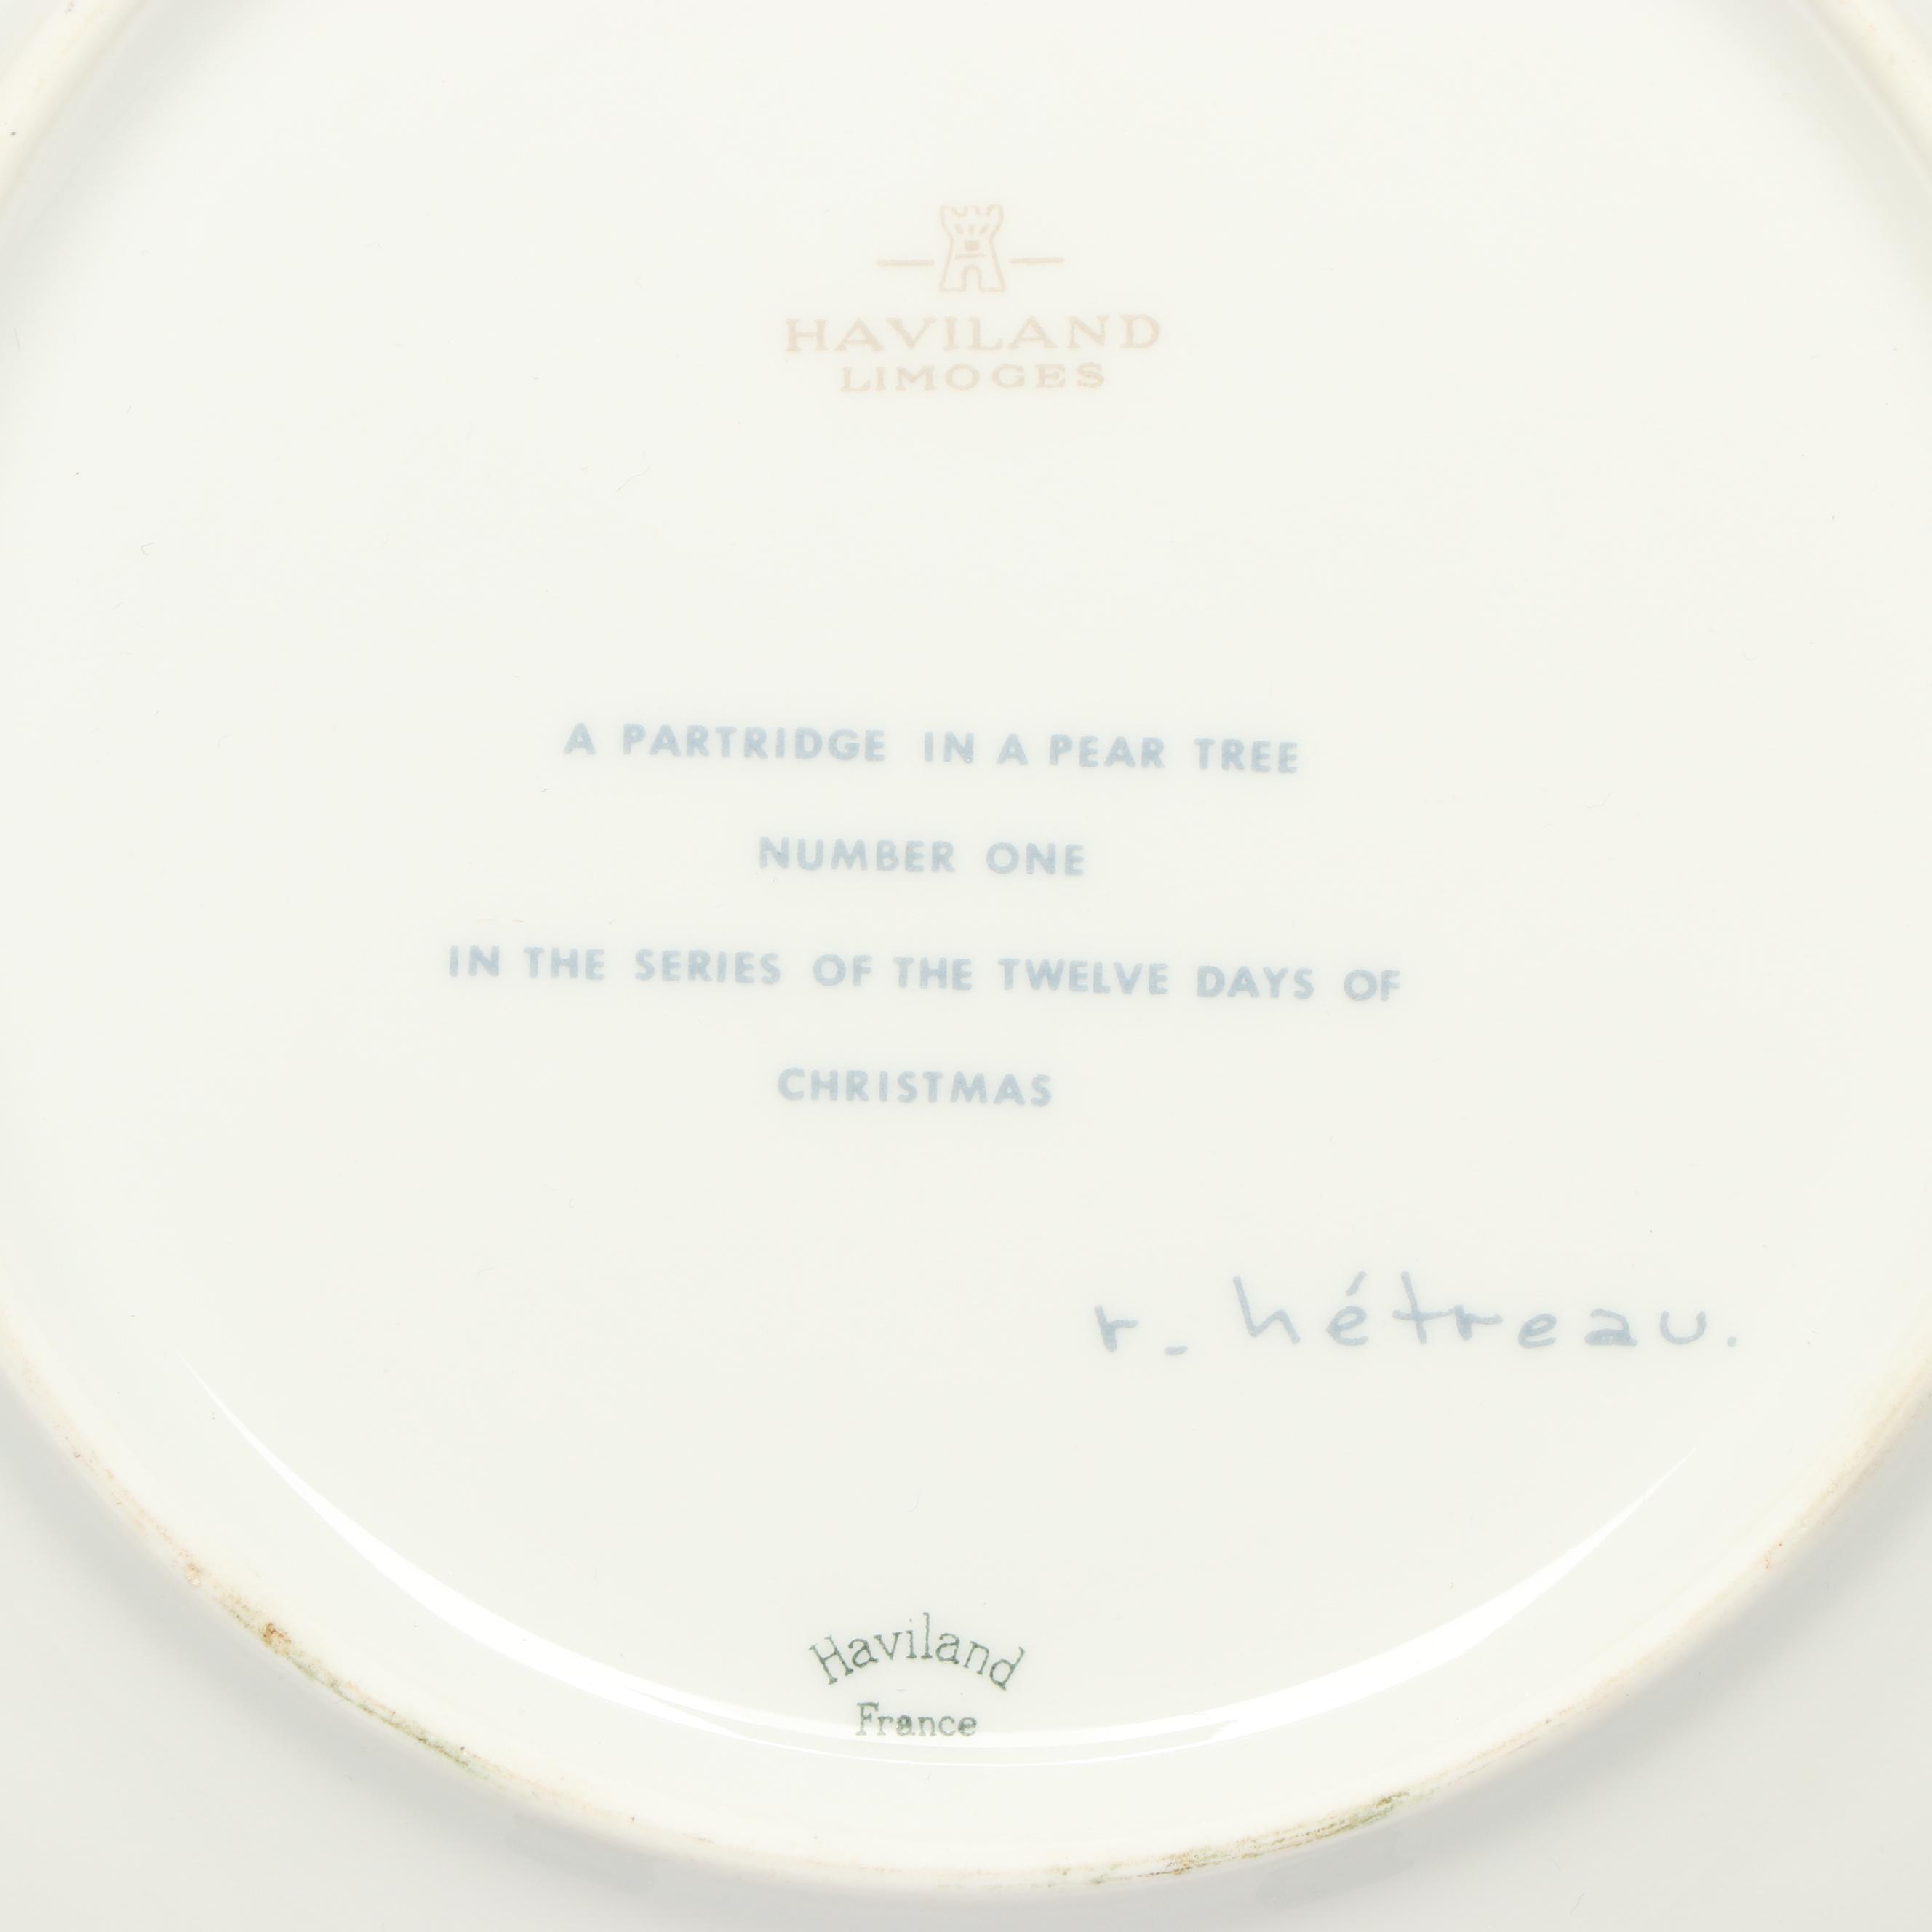 HAVILAND
LIMOGES
A PARTRIDGE IN A PEAR TREE
NUMBER ONE
IN THE SERIES OF THE TWELVE DAYS OF
CHRISTMAS
r_ hétreau.
Haviland
France